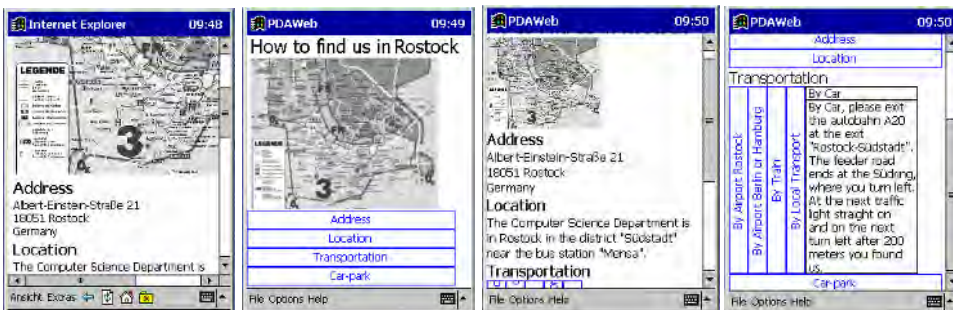 Internet Explorer 09:48
LEGENDE
3
Address
Albert-Einstein-Straße 21
18051 Rostock
Germany
Location
The Computer Science Department is
Ansicht Extras
PDAWeb 09:49
How to find us in Rostock
LEGENDE
3
Address
Location
Transportation
Car-park
File Options Help
PDAWeb 09:50
Address
Albert-Einstein-Straße 21
18051 Rostock
Germany
Location
The Computer Science Department is
in Rostock in the district "Südstadt"
near the bus station "Mensa".
Transportation
File Options Help
PDAWeb 09:50
Address
Location
Transportation
By Airport Rostock
By Airport Berlin or Hamburg
By Train
By Local Transport
By Car
By Car, please exit
the autobahn A20
at the exit
"Rostock-Südstadt".
The feeder road
ends at the Südring,
where you turn left.
At the next traffic
light straight on
and on the next
turn left after 200
meters you found
us.
Car-park
File Options Help